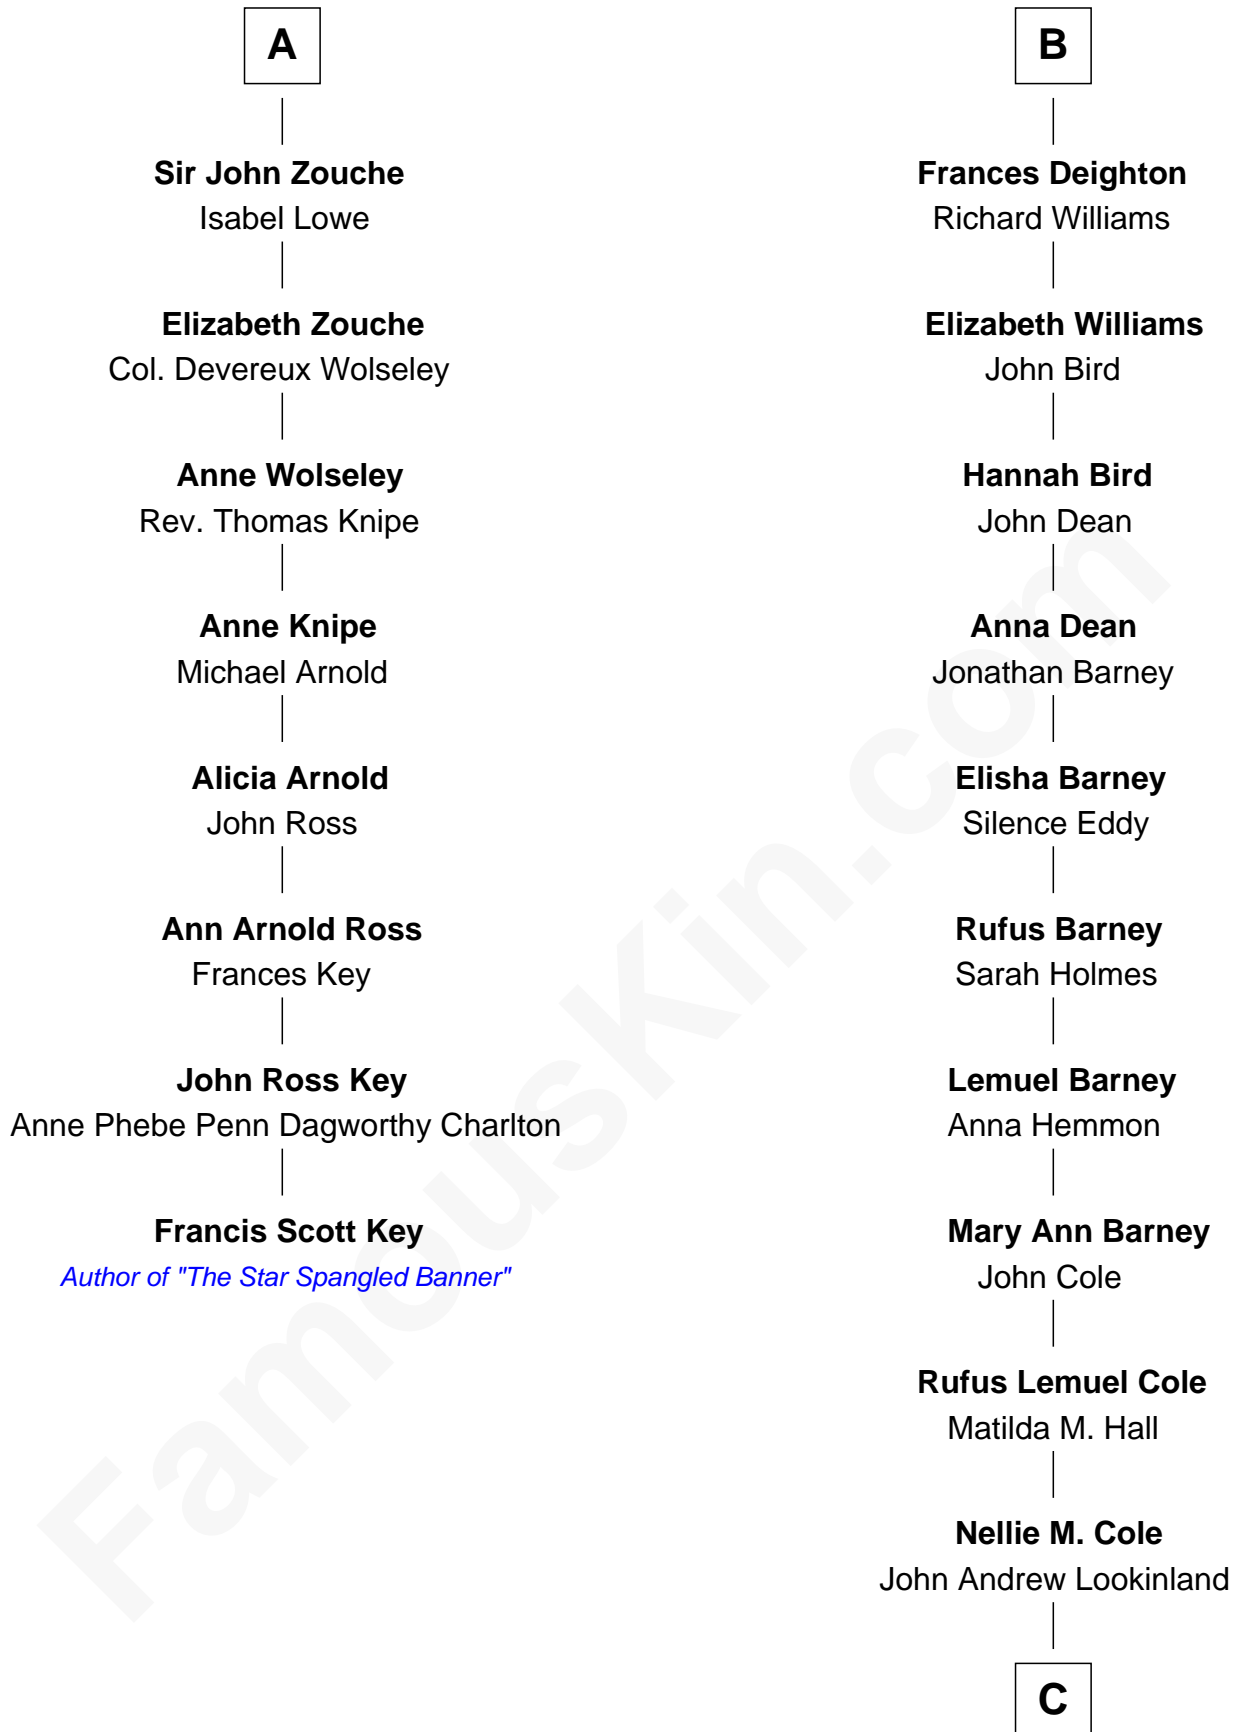 A
Sir John Zouche
Isabel Lowe
Elizabeth Zouche
Col. Devereux Wolseley
Anne Wolseley
Rev. Thomas Knipe
Anne Knipe
Michael Arnold
Alicia Arnold
John Ross
Ann Arnold Ross
Frances Key
John Ross Key
Anne Phebe Penn Dagworthy Charlton
Francis Scott Key
Author of "The Star Spangled Banner"
B
Frances Deighton
Richard Williams
Elizabeth Williams
John Bird
Hannah Bird
John Dean
Anna Dean
Jonathan Barney
Elisha Barney
Silence Eddy
Rufus Barney
Sarah Holmes
Lemuel Barney
Anna Hemmon
Mary Ann Barney
John Cole
Rufus Lemuel Cole
Matilda M. Hall
Nellie M. Cole
John Andrew Lookinland
C
FamousKin.com